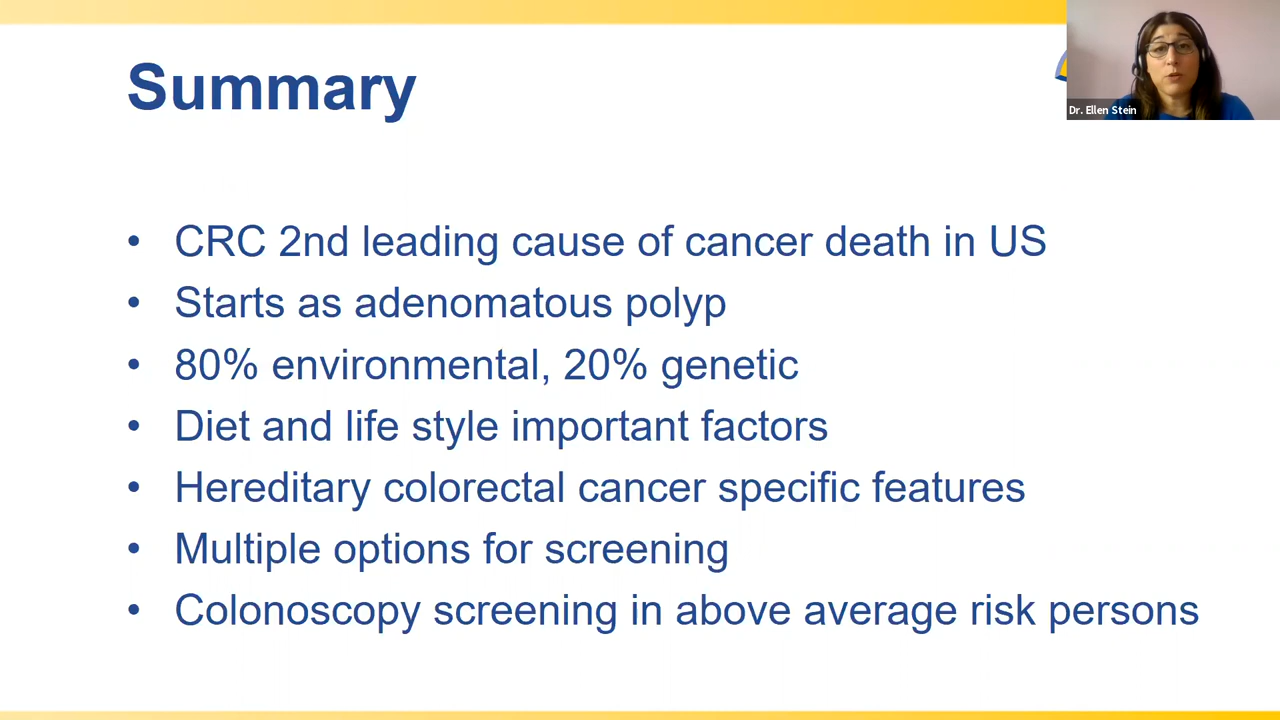 Summary
Dr. Ellen Stein
• CRC 2nd leading cause of cancer death in US
• Starts as adenomatous polyp
• 80% environmental, 20% genetic
• Diet and life style important factors
• Hereditary colorectal cancer specific features
• Multiple options for screening
• Colonoscopy screening in above average risk persons